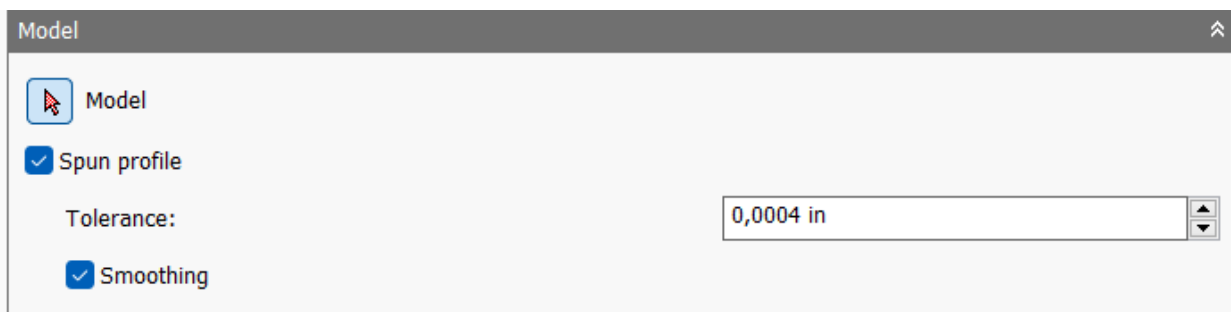 Model
Model
Spun profile
Tolerance: 0,0004 in
Smoothing